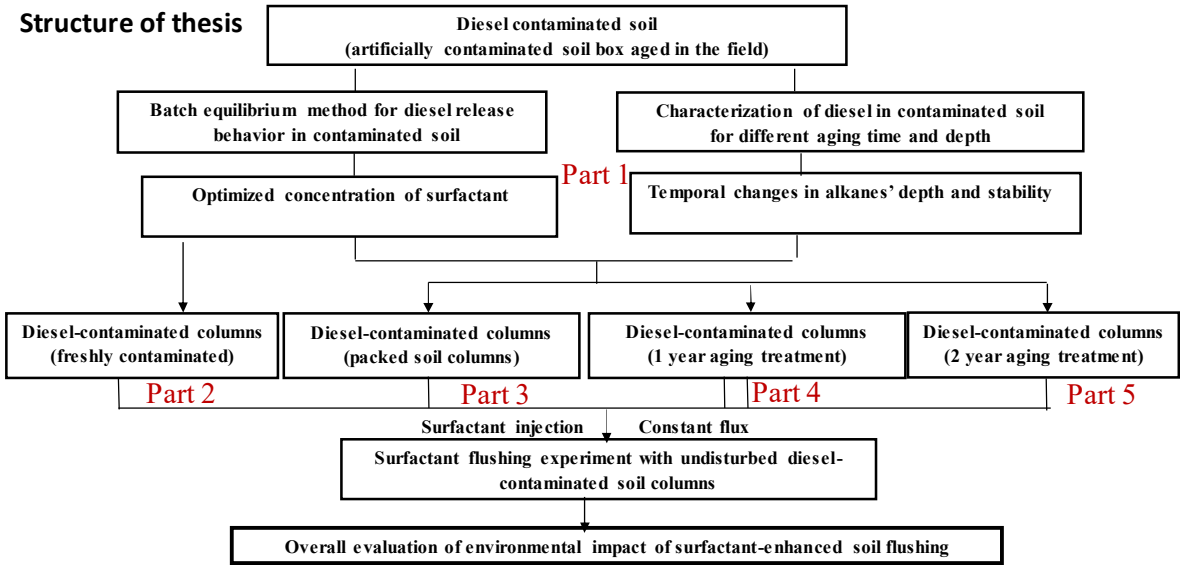 Structure of thesis
Diesel contaminated soil
(artificially contaminated soil box aged in the field)
Batch equilibrium method for diesel release
behavior in contaminated soil
Characterization of diesel in contaminated soil
for different aging time and depth
Part 1
Optimized concentration of surfactant
Temporal changes in alkanes’ depth and stability
Diesel-contaminated columns
(freshly contaminated)
Diesel-contaminated columns
(packed soil columns)
Diesel-contaminated columns
(1 year aging treatment)
Diesel-contaminated columns
(2 year aging treatment)
Part 2
Part 3
Part 4
Part 5
Surfactant injection
Constant flux
Surfactant flushing experiment with undisturbed diesel-
contaminated soil columns
Overall evaluation of environmental impact of surfactant-enhanced soil flushing